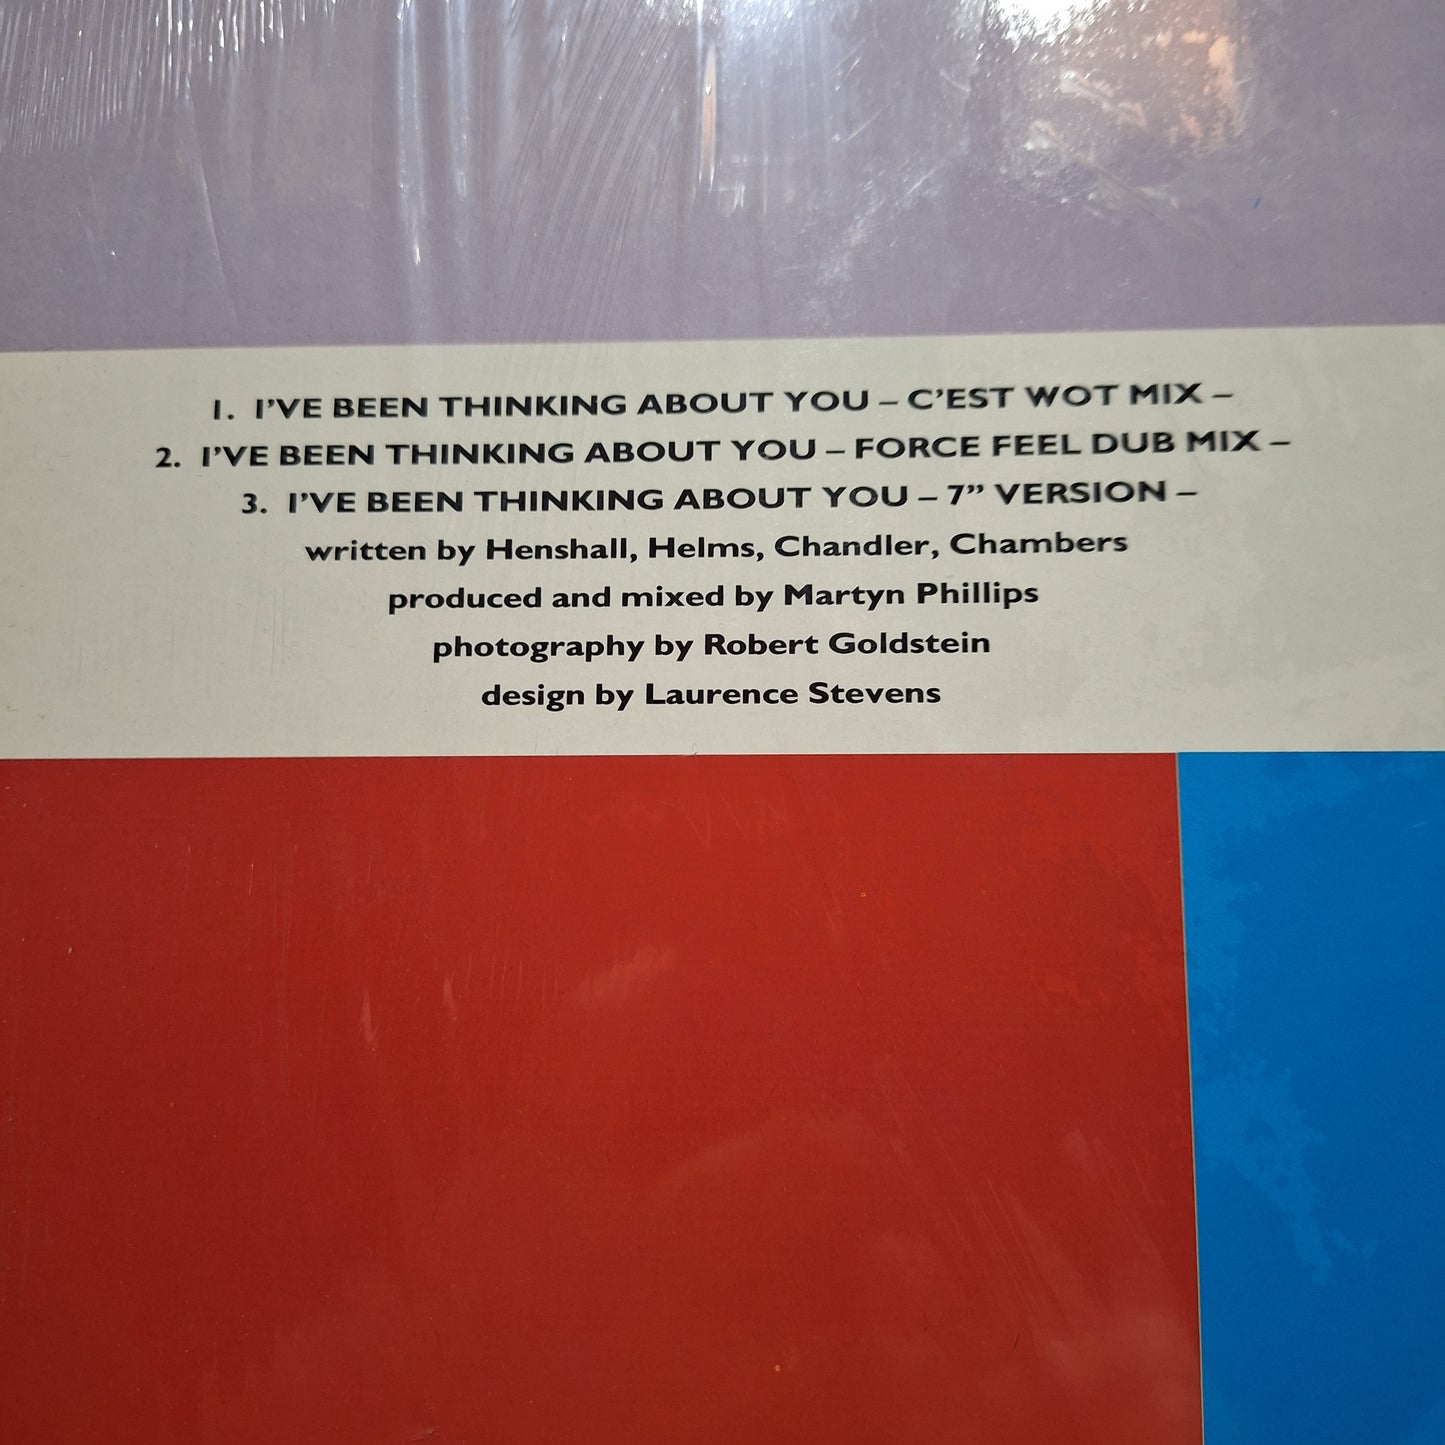 1. I'VE BEEN THINKING ABOUT YOU – C'EST WOT MIX –
2. I'VE BEEN THINKING ABOUT YOU – FORCE FEEL DUB MIX –
3. I'VE BEEN THINKING ABOUT YOU – 7” VERSION –
written by Henshall, Helms, Chandler, Chambers
produced and mixed by Martyn Phillips
photography by Robert Goldstein
design by Laurence Stevens